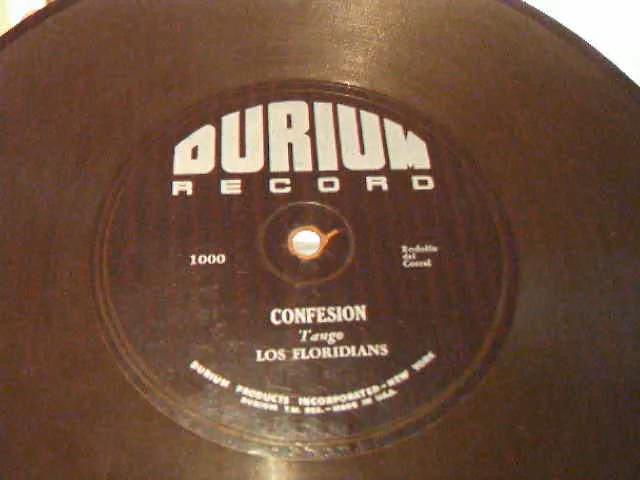 DURIUM
RECORD
1000
Rodolfo
del
Corral
CONFESION
Tango
LOS FLORIDIANS
DURIUM PRODUCTS INCORPORATED - NEW YORK
DURIUM T.M. REG. - MADE IN U.S.A.